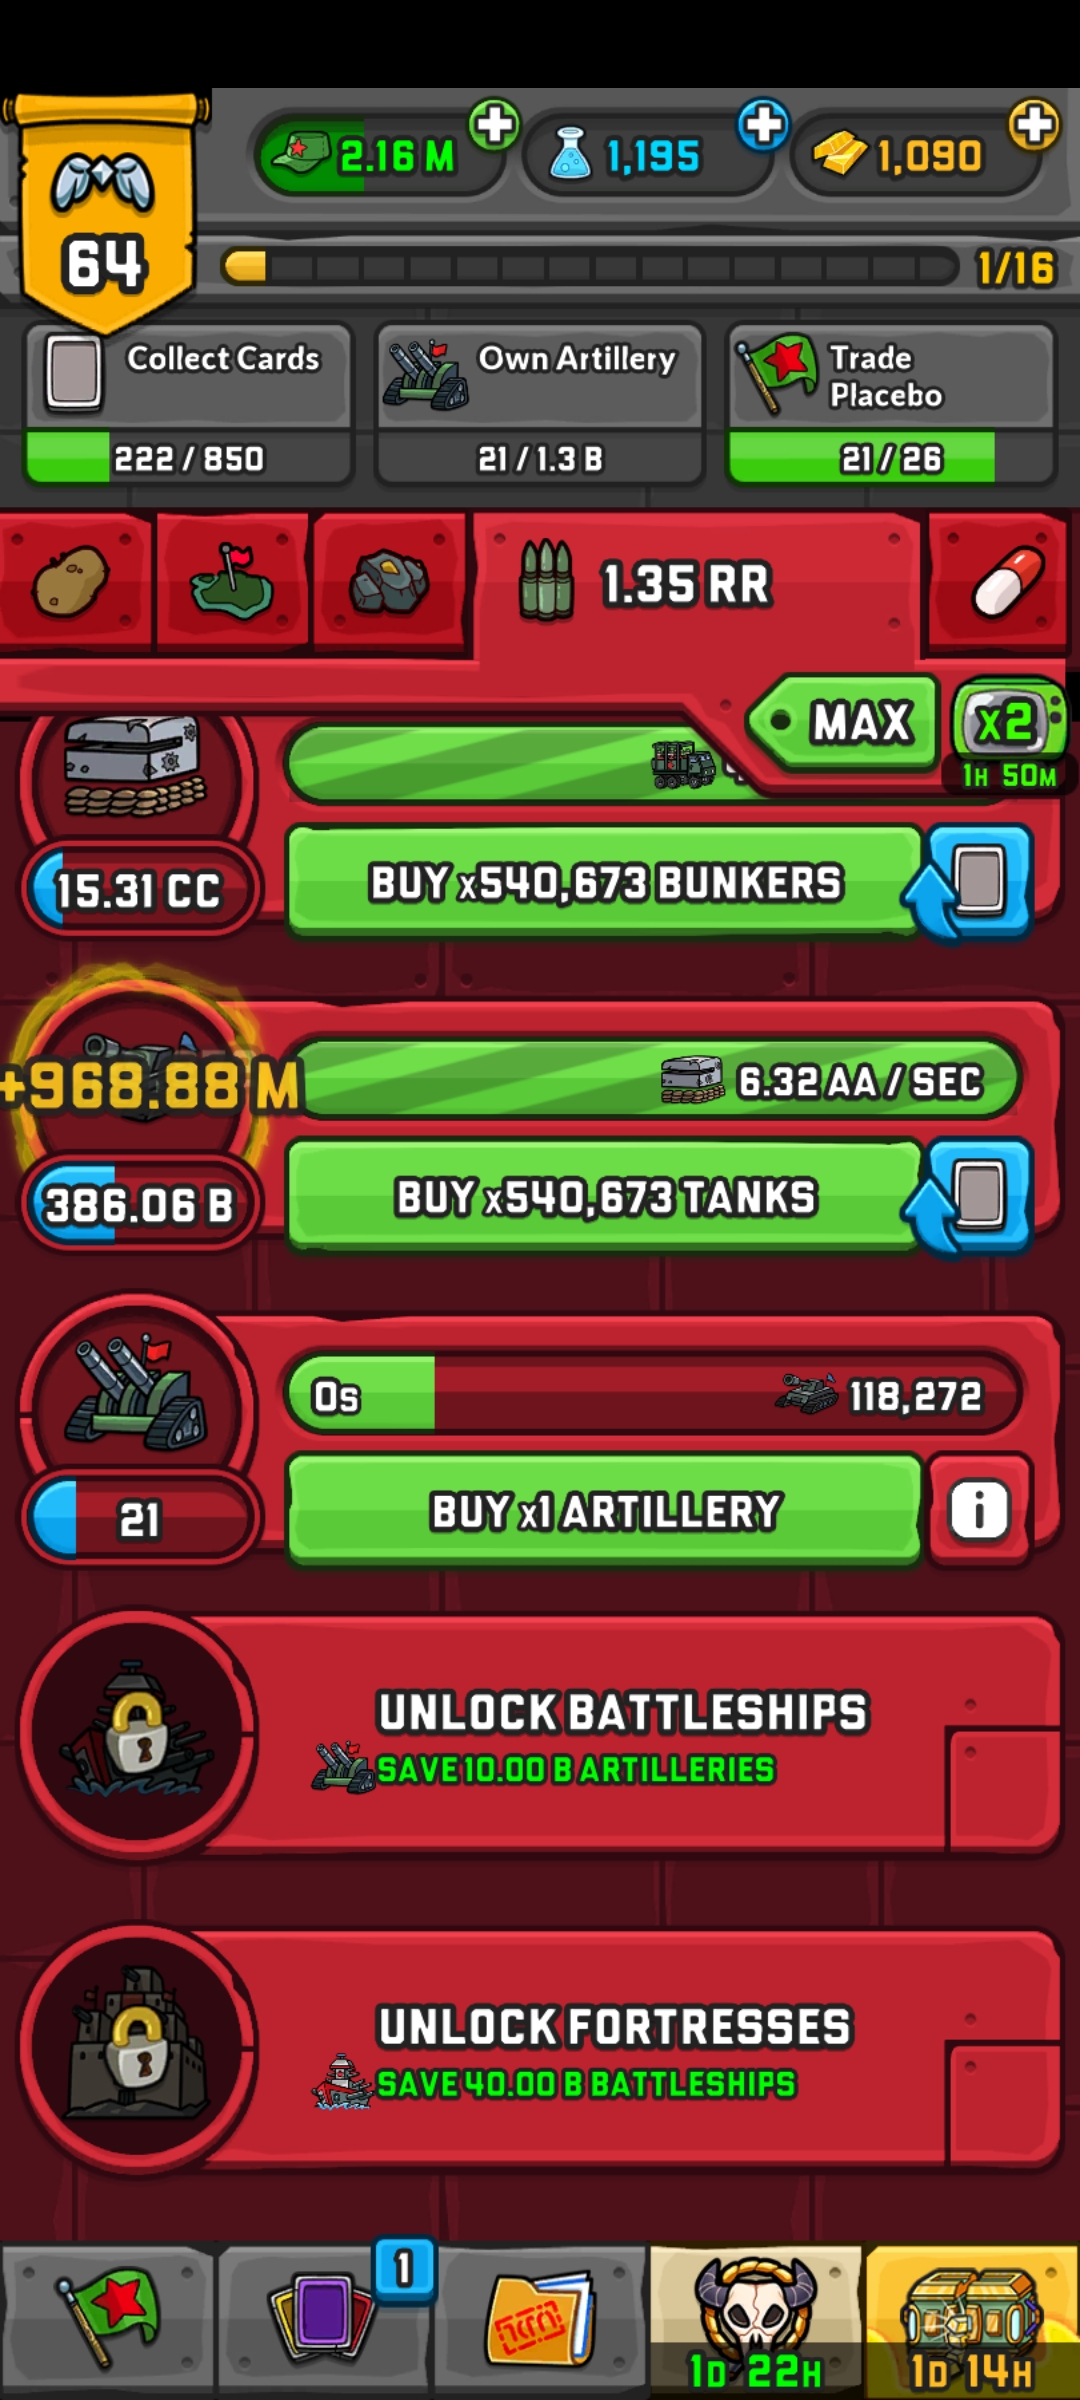 2.16 M
1,195
1,090
64
1/16
Collect Cards
Own Artillery
Trade
Placebo
222 / 850
21 / 1.3 B
21 / 26
1.35 RR
MAX
x2
1H 50M
15.31 CC
BUY x540,673 BUNKERS
+968.88 M
6.32 AA / SEC
386.06 B
BUY x540,673 TANKS
0s
118,272
21
BUY x1 ARTILLERY
i
UNLOCK BATTLESHIPS
SAVE 10.00 B ARTILLERIES
UNLOCK FORTRESSES
SAVE 40.00 B BATTLESHIPS
1
1D 22H
1D 14H